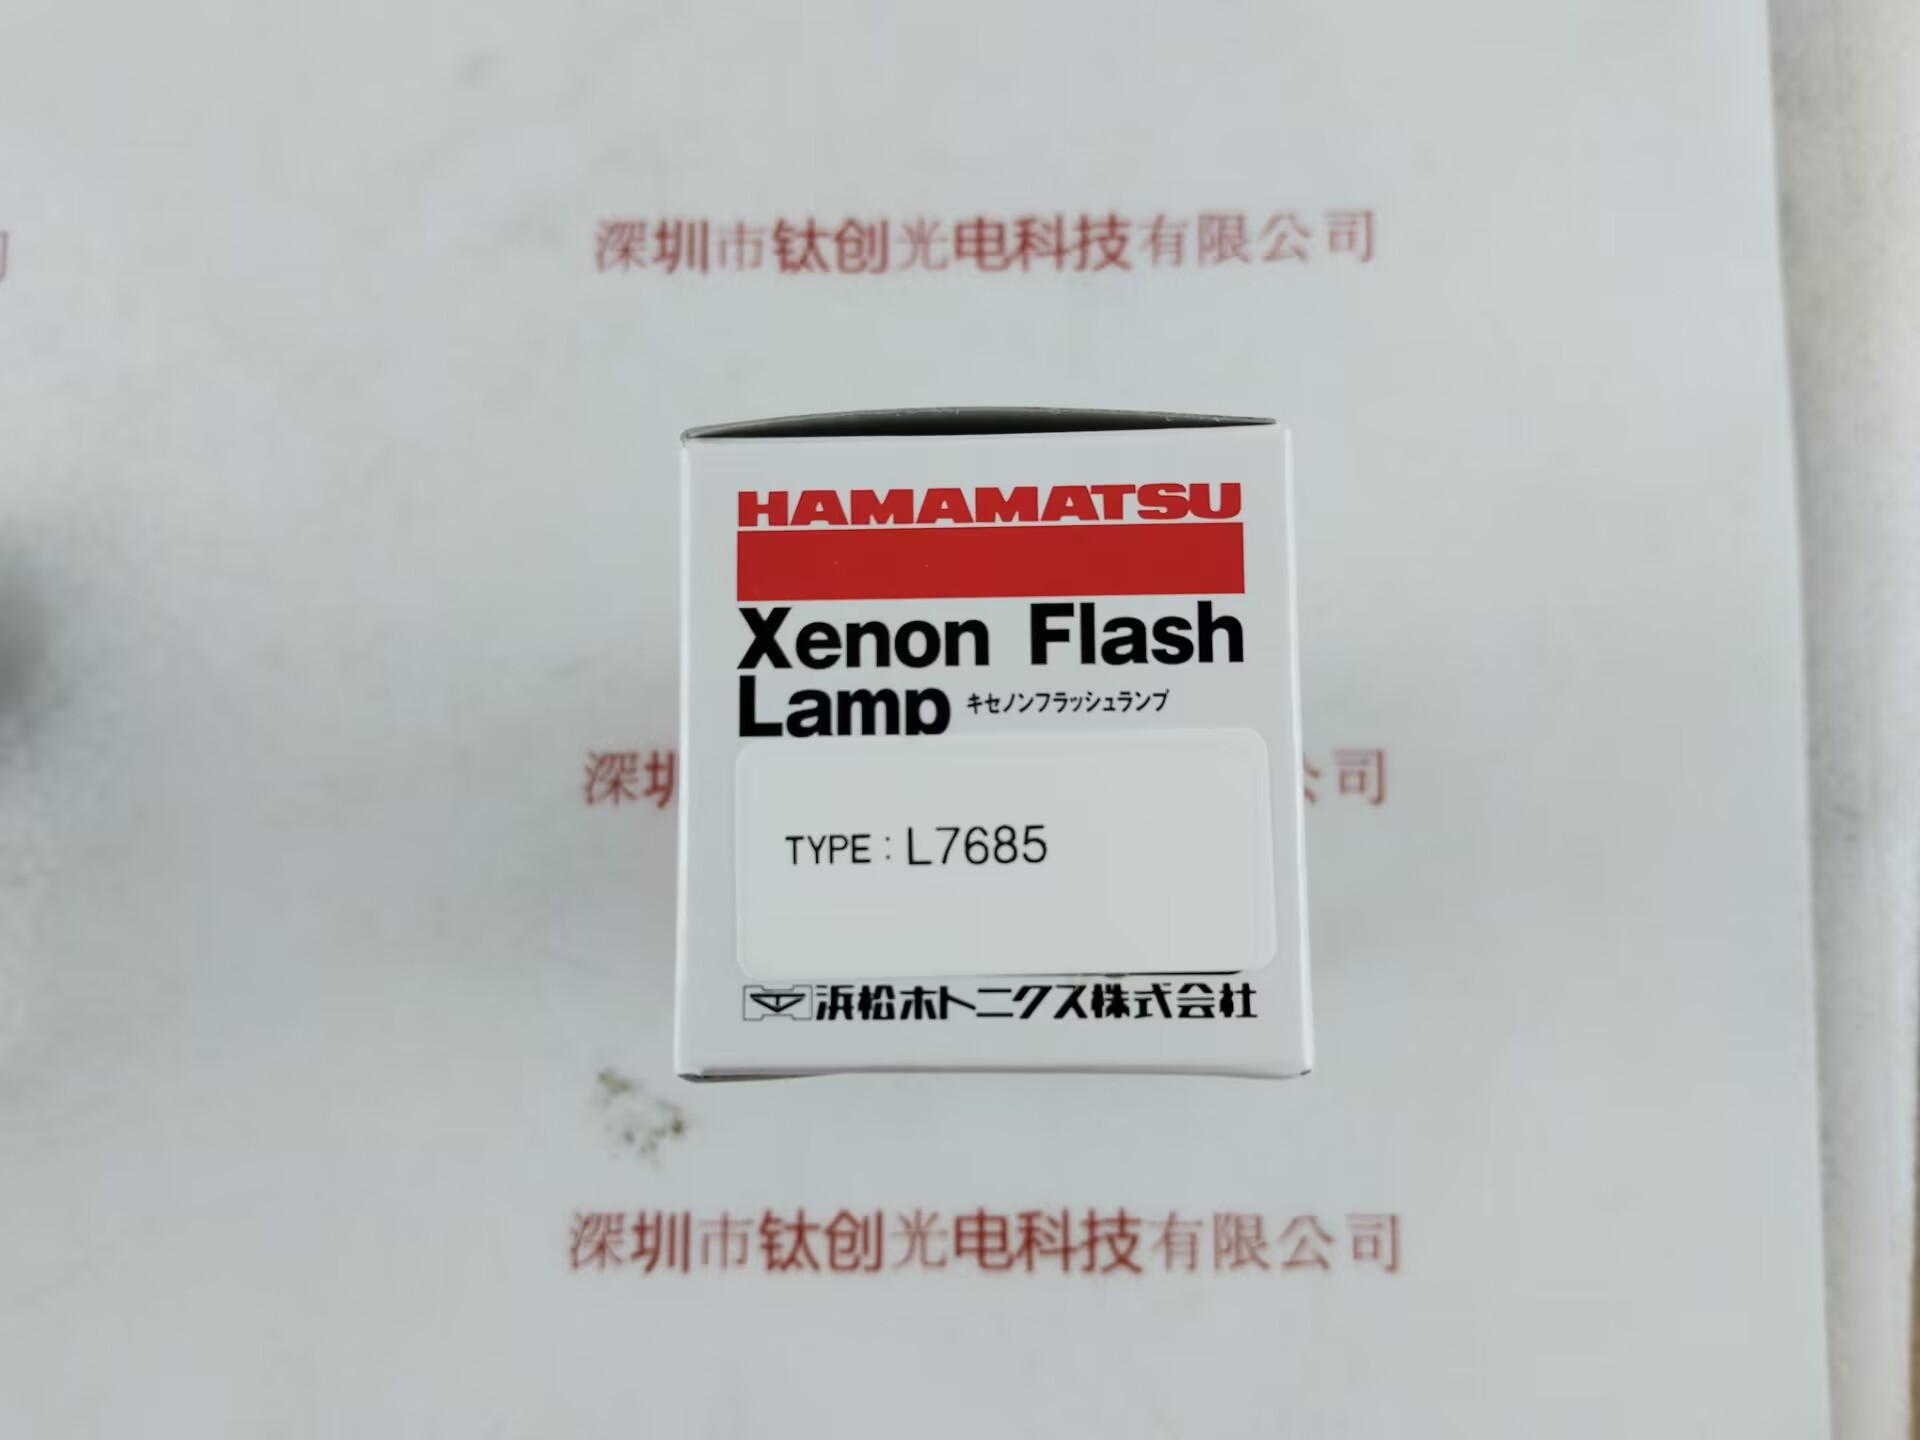 深圳市钛创光电科技有限公司
HAMAMATSU
Xenon Flash
Lamp キセノンフラッシュランプ
深圳
公司
TYPE : L7685
浜松ホトニクス株式会社
深圳市钛创光电科技有限公司